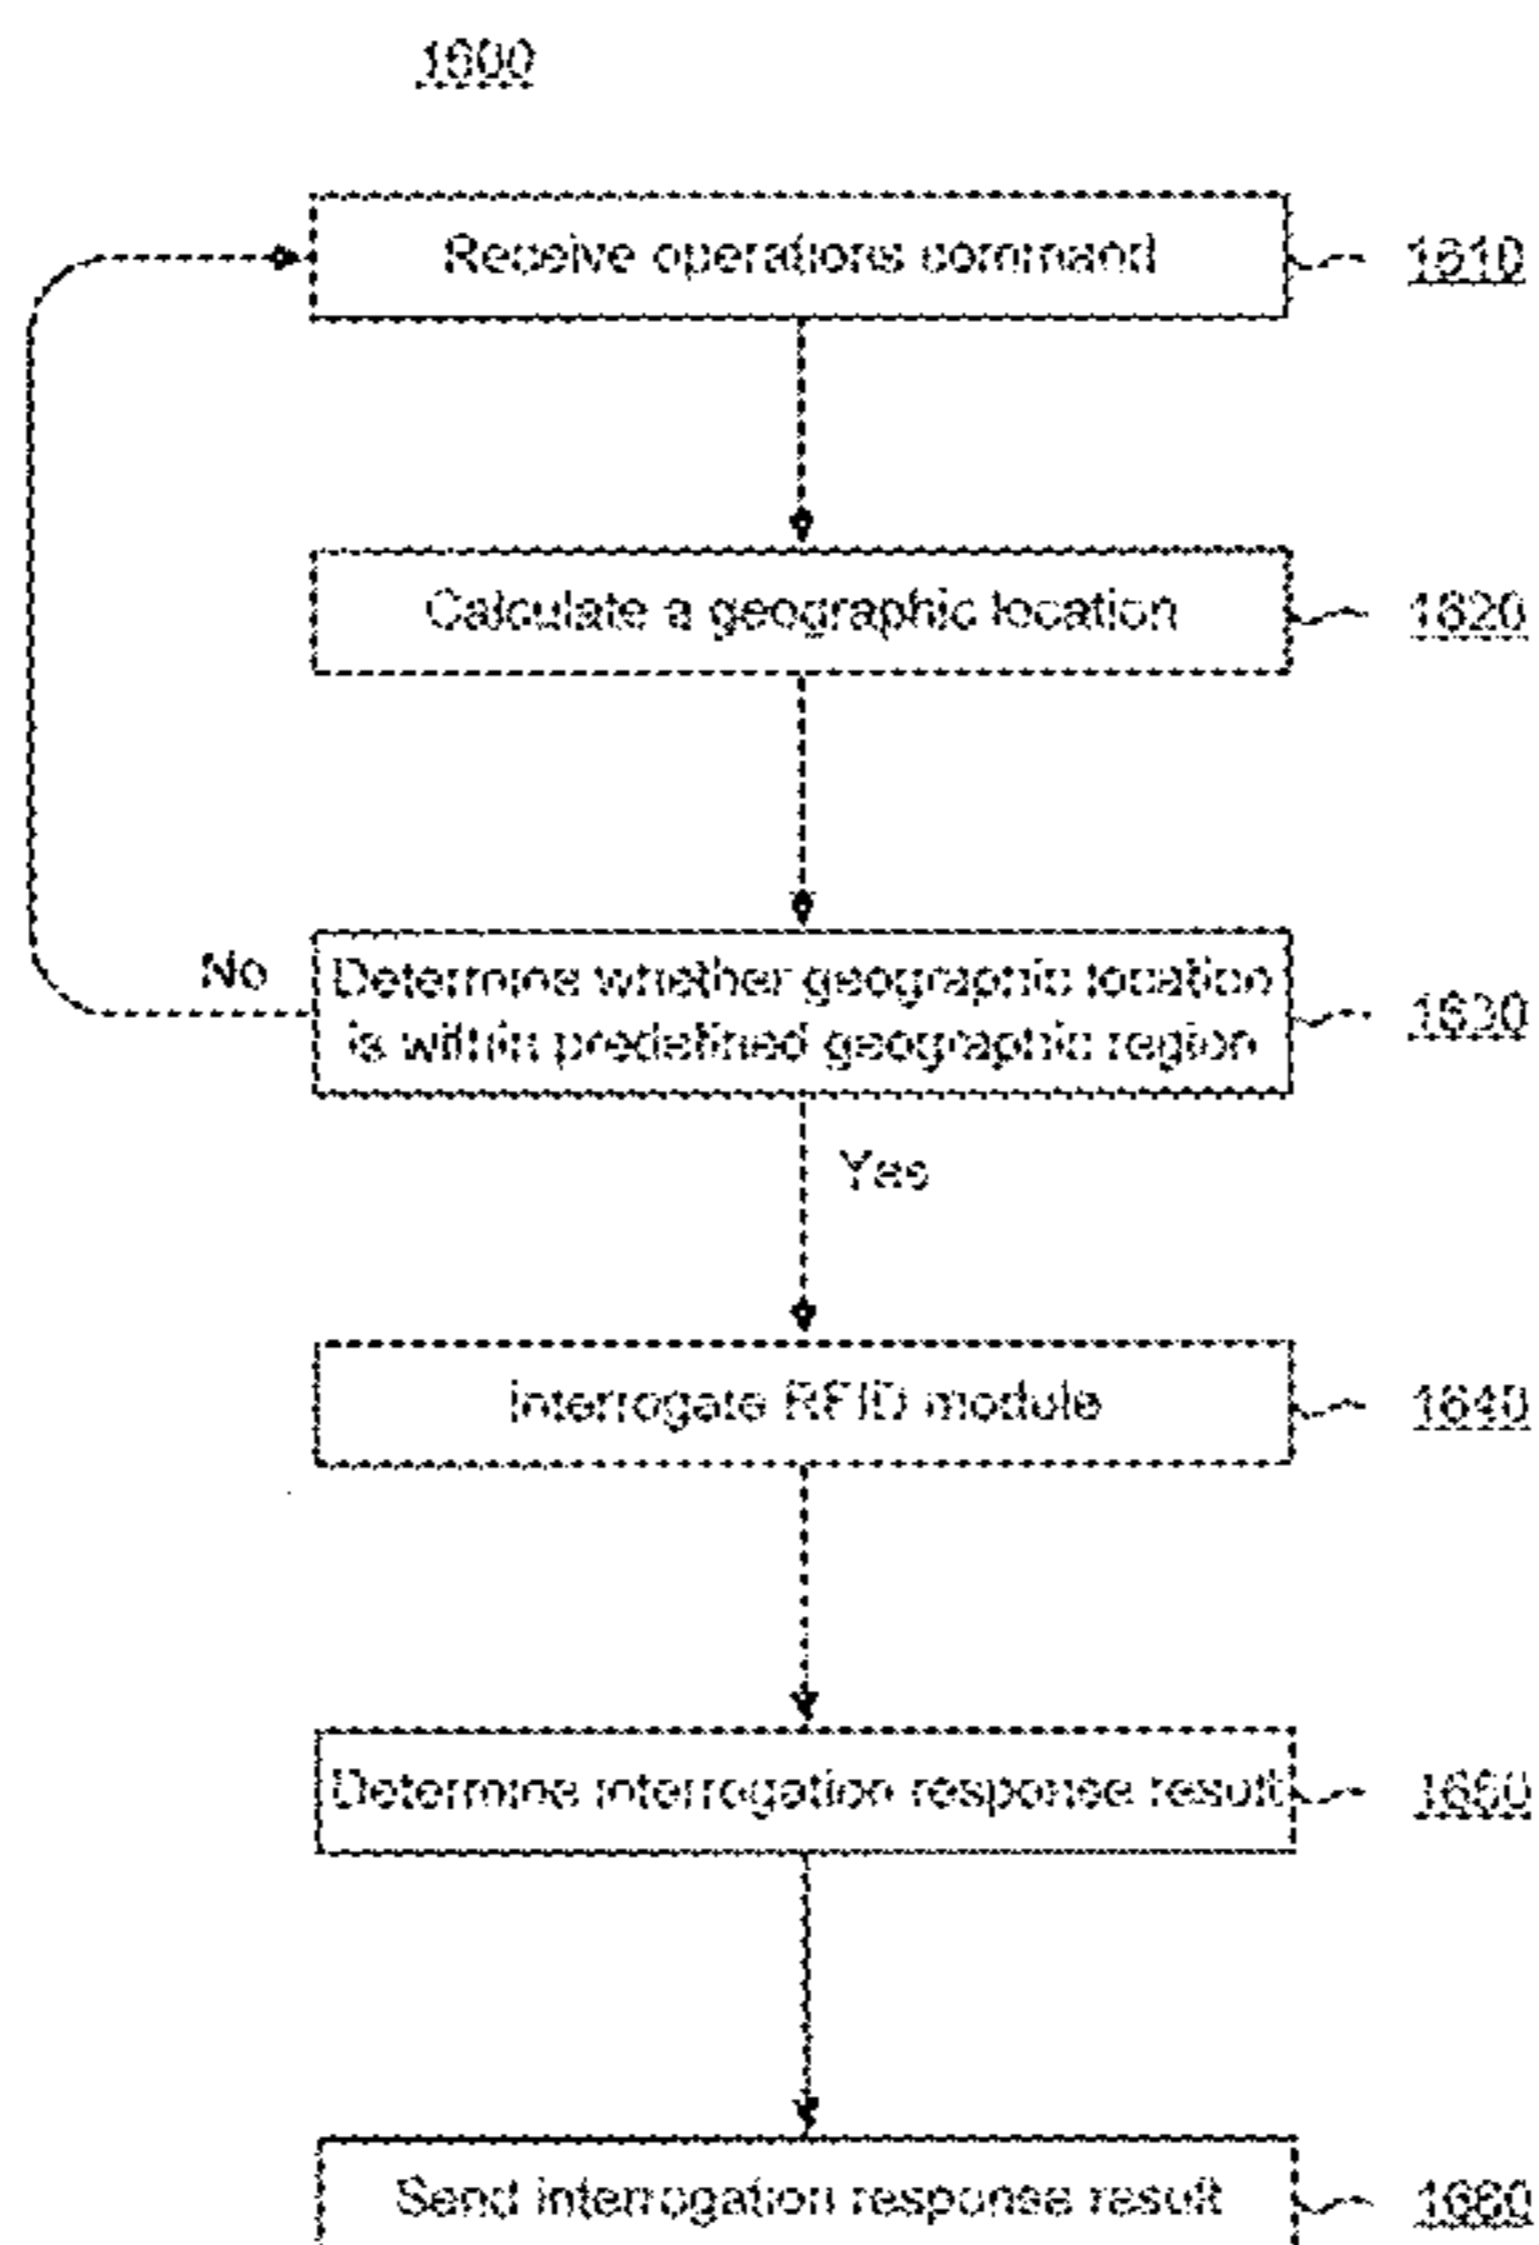 1600
Receive operations command
1610
Calculate a geographic location
1620
No
Determine whether geographic location
is within predefined geographic region
1630
Yes
Interrogate RFID module
1640
Determine interrogation response result
1650
Send interrogation response result
1660